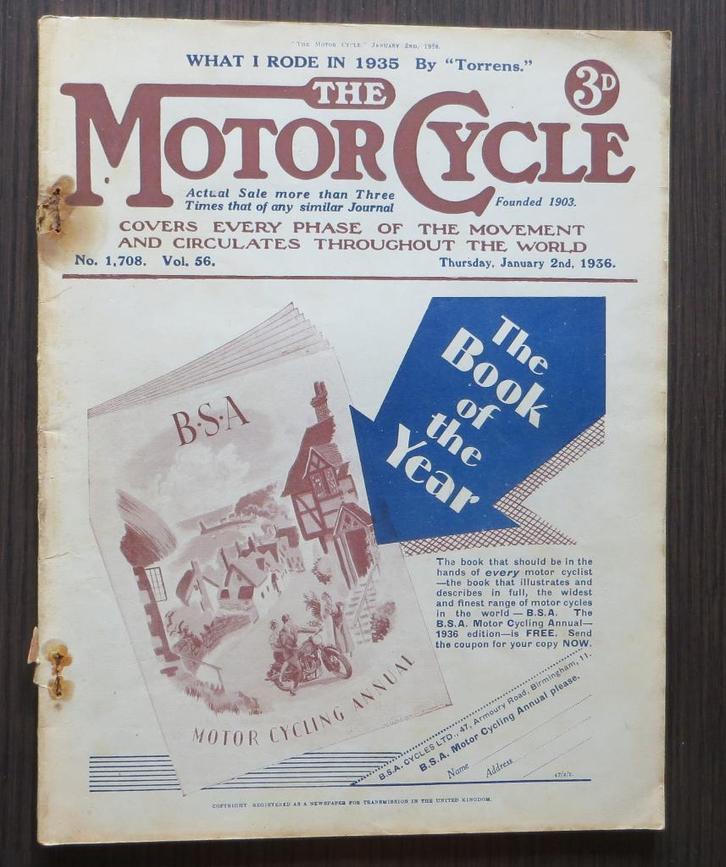 "THE MOTOR CYCLE" JANUARY 2ND, 1936.
WHAT I RODE IN 1935 By "Torrens."
THE
3D
MOTOR CYCLE
Actual Sale more than Three
Times that of any similar Journal
Founded 1903.
COVERS EVERY PHASE OF THE MOVEMENT
AND CIRCULATES THROUGHOUT THE WORLD
No. 1,708. Vol. 56.
Thursday, January 2nd, 1936.
B·S·A
MOTOR CYCLING ANNUAL
The
Book
of
the
Year
The book that should be in the
hands of every motor cyclist
—the book that illustrates and
describes in full, the widest
and finest range of motor cycles
in the world — B.S.A. The
B.S.A. Motor Cycling Annual—
1936 edition—is FREE. Send
the coupon for your copy NOW.
B.S.A. CYCLES LTD., 47, Armoury Road, Birmingham, 11.
B.S.A. Motor Cycling Annual please.
Name
Address
COPYRIGHT REGISTERED AS A NEWSPAPER FOR TRANSMISSION IN THE UNITED KINGDOM.